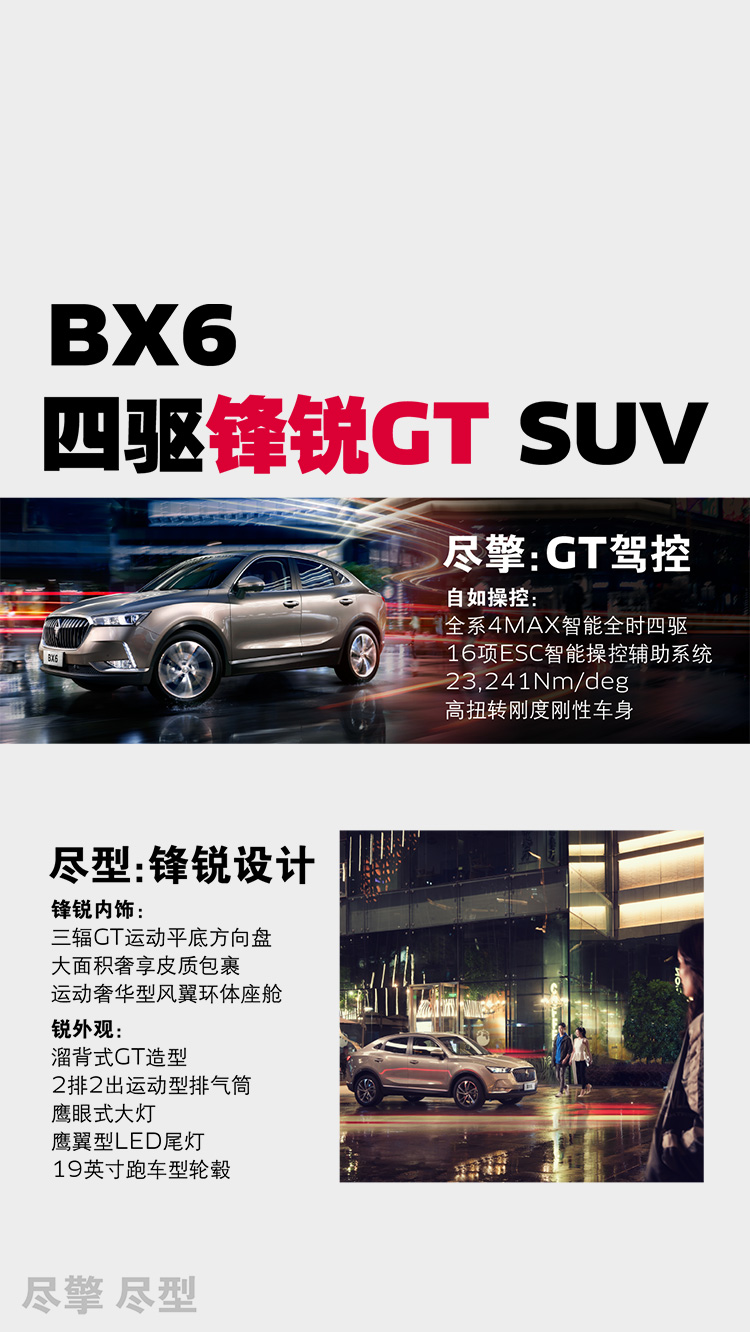 BX6
四驱锋锐GT SUV
尽擎:GT驾控
自如操控:
全系4MAX智能全时四驱
16项ESC智能操控辅助系统
23,241Nm/deg
高扭转刚度刚性车身
BX6
尽型:锋锐设计
锋锐内饰:
三辐GT运动平底方向盘
大面积奢享皮质包裹
运动奢华型风翼环体座舱
锐外观:
溜背式GT造型
2排2出运动型排气筒
鹰眼式大灯
鹰翼型LED尾灯
19英寸跑车型轮毂
尽擎 尽型